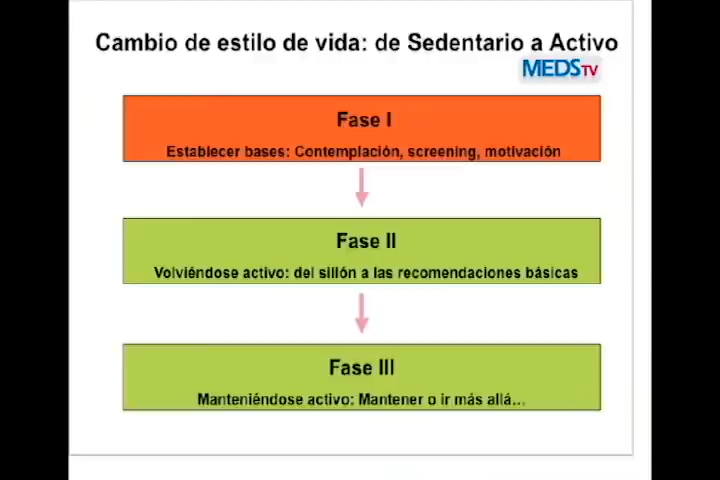 Cambio de estilo de vida: de Sedentario a Activo
MEDSTV
Fase I
Establecer bases: Contemplación, screening, motivación
Fase II
Volviéndose activo: del sillón a las recomendaciones básicas
Fase III
Manteniéndose activo: Mantener o ir más allá...